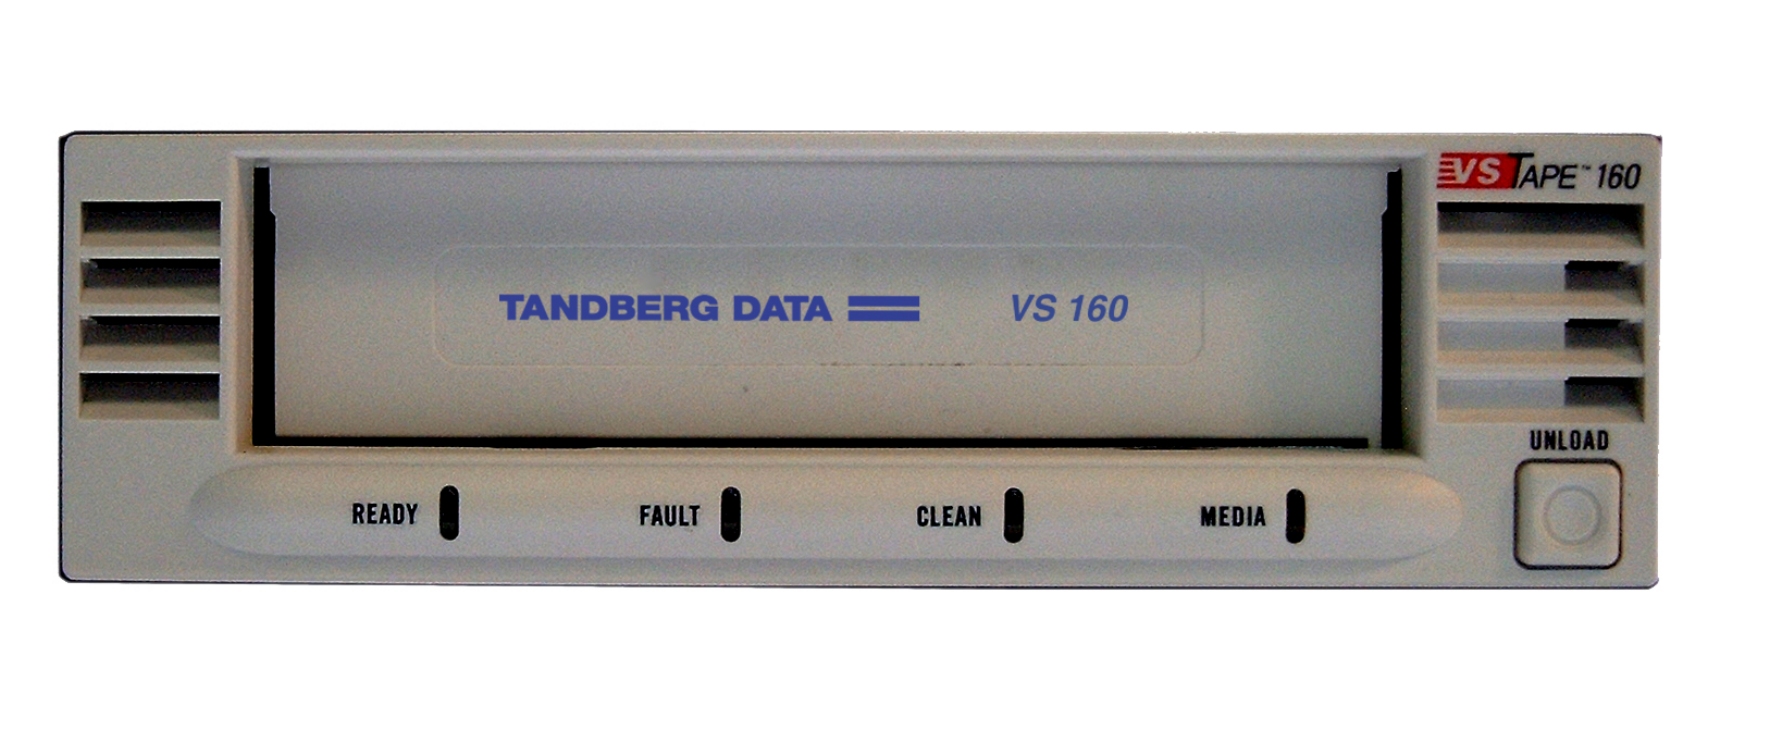 VS TAPE™ 160
TANDBERG DATA
VS 160
UNLOAD
READY
FAULT
CLEAN
MEDIA